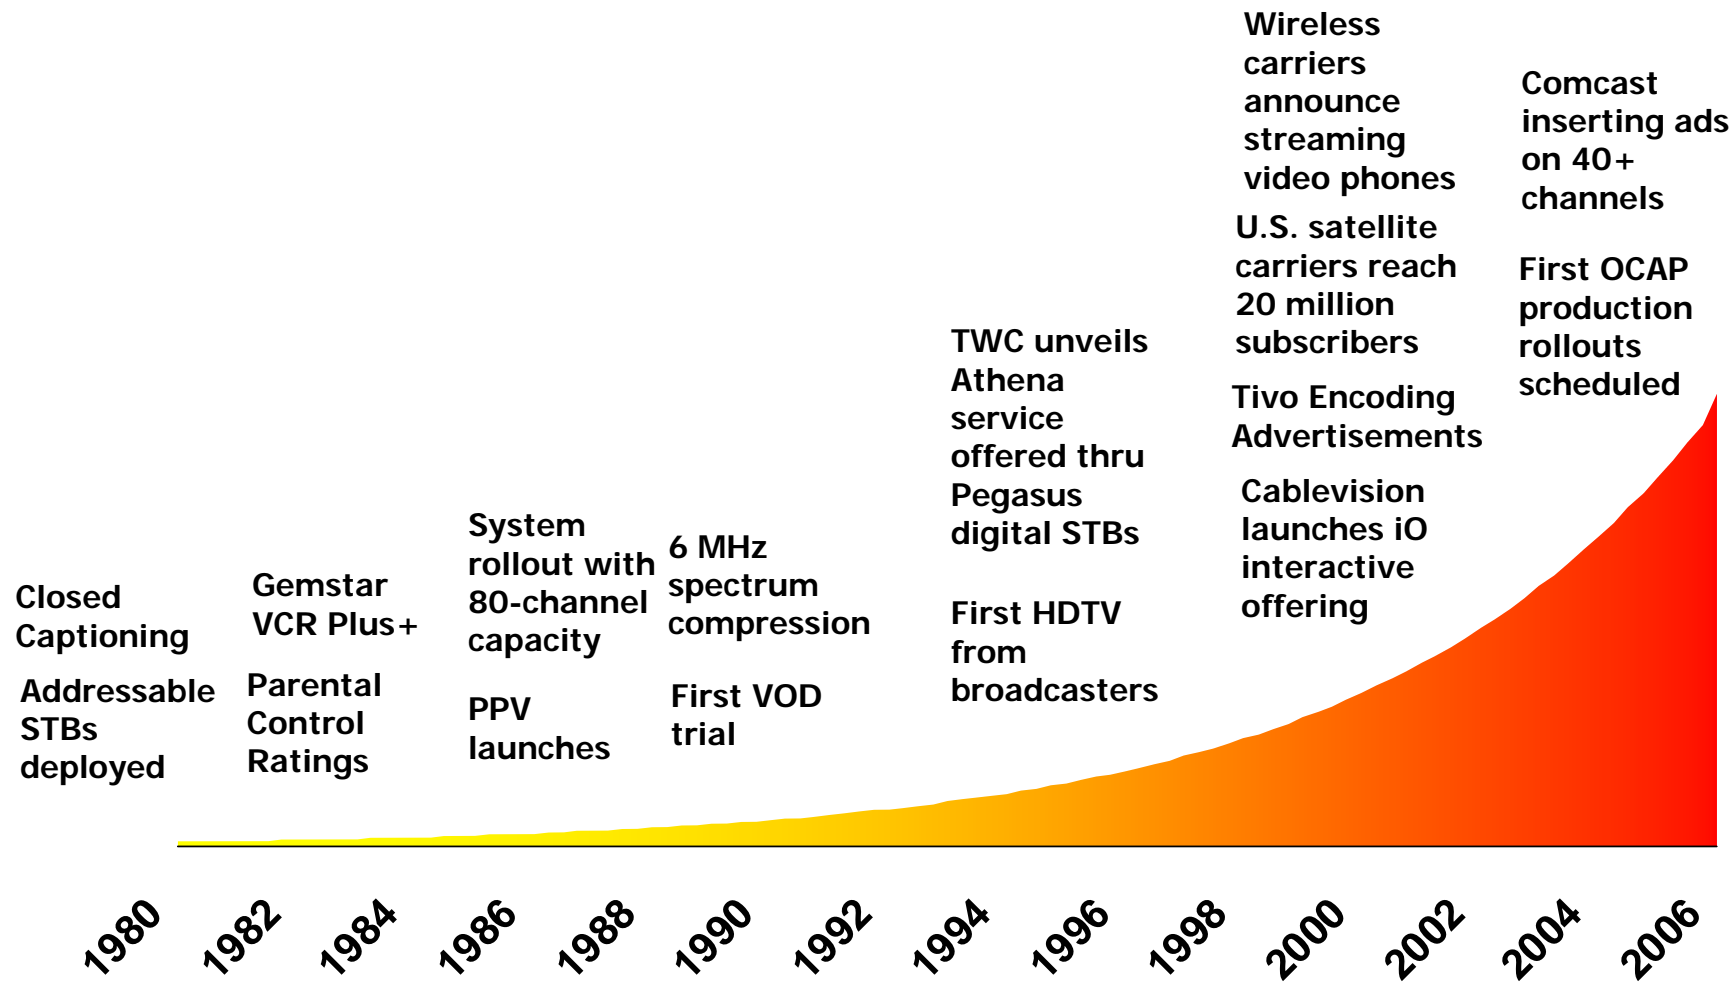 Closed
Captioning
Addressable
STBs
deployed
Gemstar
VCR Plus+
Parental
Control
Ratings
System
rollout with
80-channel
capacity
PPV
launches
6 MHz
spectrum
compression
First VOD
trial
TWC unveils
Athena
service
offered thru
Pegasus
digital STBs
First HDTV
from
broadcasters
Wireless
carriers
announce
streaming
video phones
U.S. satellite
carriers reach
20 million
subscribers
Tivo Encoding
Advertisements
Cablevision
launches iO
interactive
offering
Comcast
inserting ads
on 40+
channels
First OCAP
production
rollouts
scheduled
1980
1982
1984
1986
1988
1990
1992
1994
1996
1998
2000
2002
2004
2006